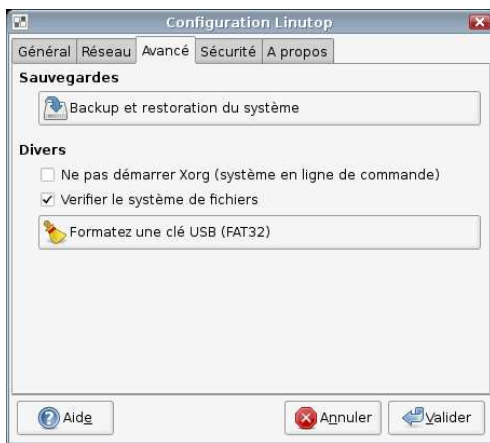 Configuration Linutop
Général Réseau Avancé Sécurité A propos
Sauvegardes
Backup et restoration du système
Divers
Ne pas démarrer Xorg (système en ligne de commande)
Verifier le système de fichiers
Formatez une clé USB (FAT32)
Aide Annuler Valider